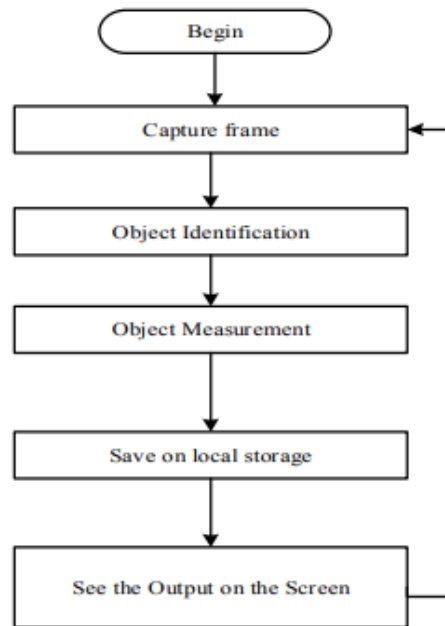 Begin
Capture frame
Object Identification
Object Measurement
Save on local storage
See the Output on the Screen